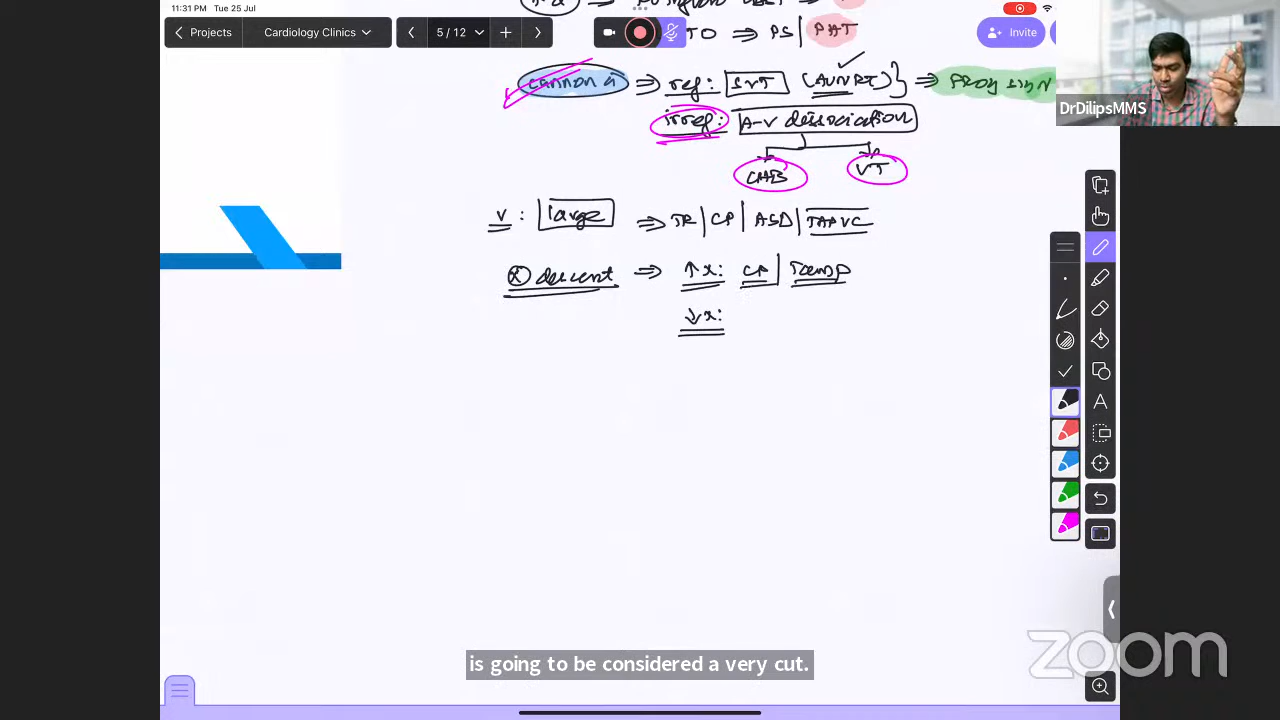 11:31 PM Tue 25 Jul
Projects Cardiology Clinics 5 / 12 Invite
TO ⇒ PS | PHT
cannon a ⇒ reg: SVT (AVNRT)} ⇒ FROG SIGN
DrDilipsMMS
irreg: A-V dissociation
CHB VT
v: large ⇒ TR | CP | ASD | TAPVC
x descent ⇒ ↑x: CP | Tamp
↓x:
is going to be considered a very cut.
zoom